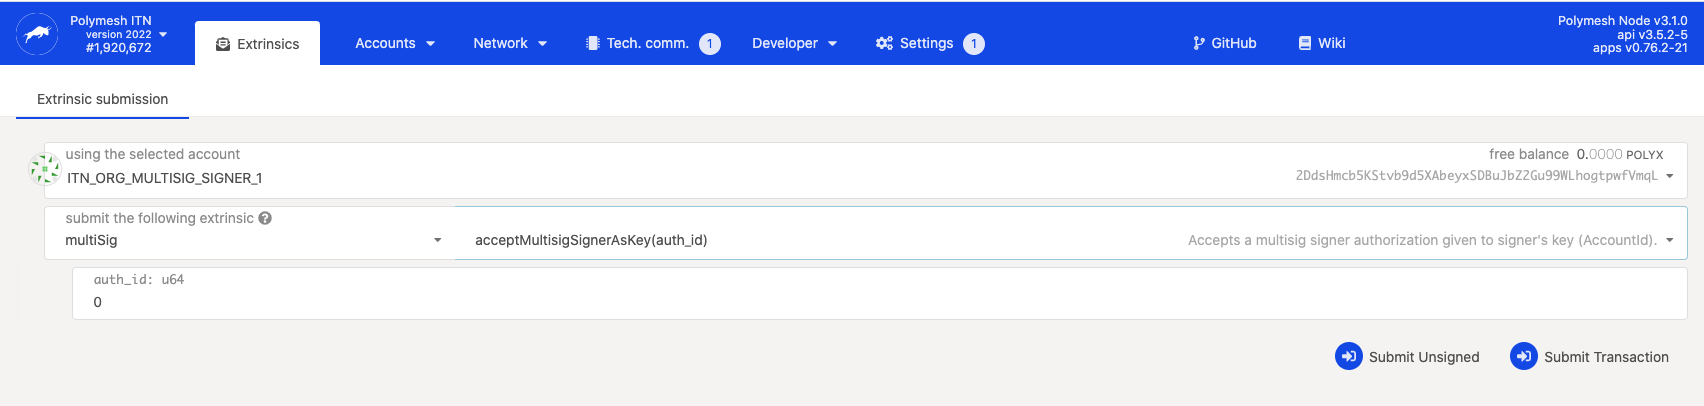 Polymesh ITN
version 2022
#1,920,672
Extrinsics
Accounts
Network
Tech. comm. 1
Developer
Settings 1
GitHub
Wiki
Polymesh Node v3.1.0
api v3.5.2-5
apps v0.76.2-21
Extrinsic submission
using the selected account
free balance 0.0000 POLYX
ITN_ORG_MULTISIG_SIGNER_1
2DdsHmcb5KStvb9d5XAbeyxSDBuJbZ2Gu99WLhogtpwfVmqL
submit the following extrinsic ?
multiSig
acceptMultisigSignerAsKey(auth_id)
Accepts a multisig signer authorization given to signer's key (AccountId).
auth_id: u64
0
Submit Unsigned
Submit Transaction